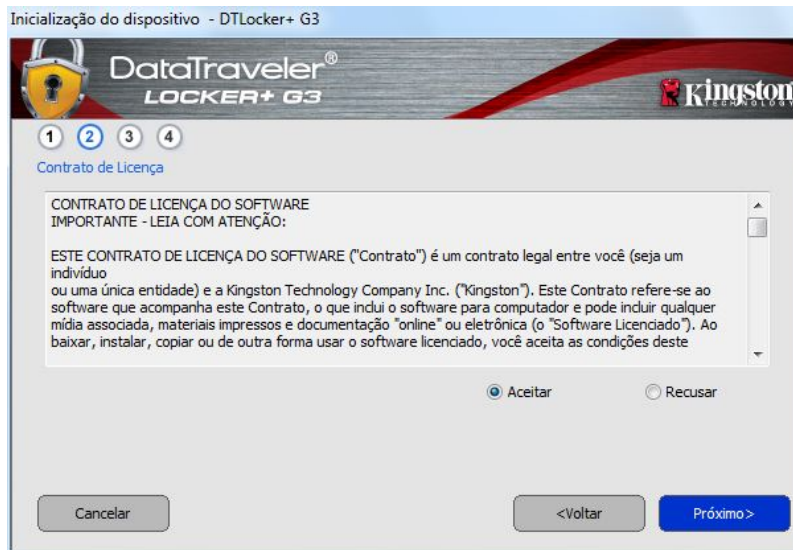 Inicialização do dispositivo - DTLocker+ G3
DataTraveler®
LOCKER+ G3
Kingston
TECHNOLOGY
1 2 3 4
Contrato de Licença
CONTRATO DE LICENÇA DO SOFTWARE
IMPORTANTE - LEIA COM ATENÇÃO:
ESTE CONTRATO DE LICENÇA DO SOFTWARE ("Contrato") é um contrato legal entre você (seja um
indivíduo
ou uma única entidade) e a Kingston Technology Company Inc. ("Kingston"). Este Contrato refere-se ao
software que acompanha este Contrato, o que inclui o software para computador e pode incluir qualquer
mídia associada, materiais impressos e documentação "online" ou eletrônica (o "Software Licenciado"). Ao
baixar, instalar, copiar ou de outra forma usar o software licenciado, você aceita as condições deste
Aceitar Recusar
Cancelar <Voltar Próximo>